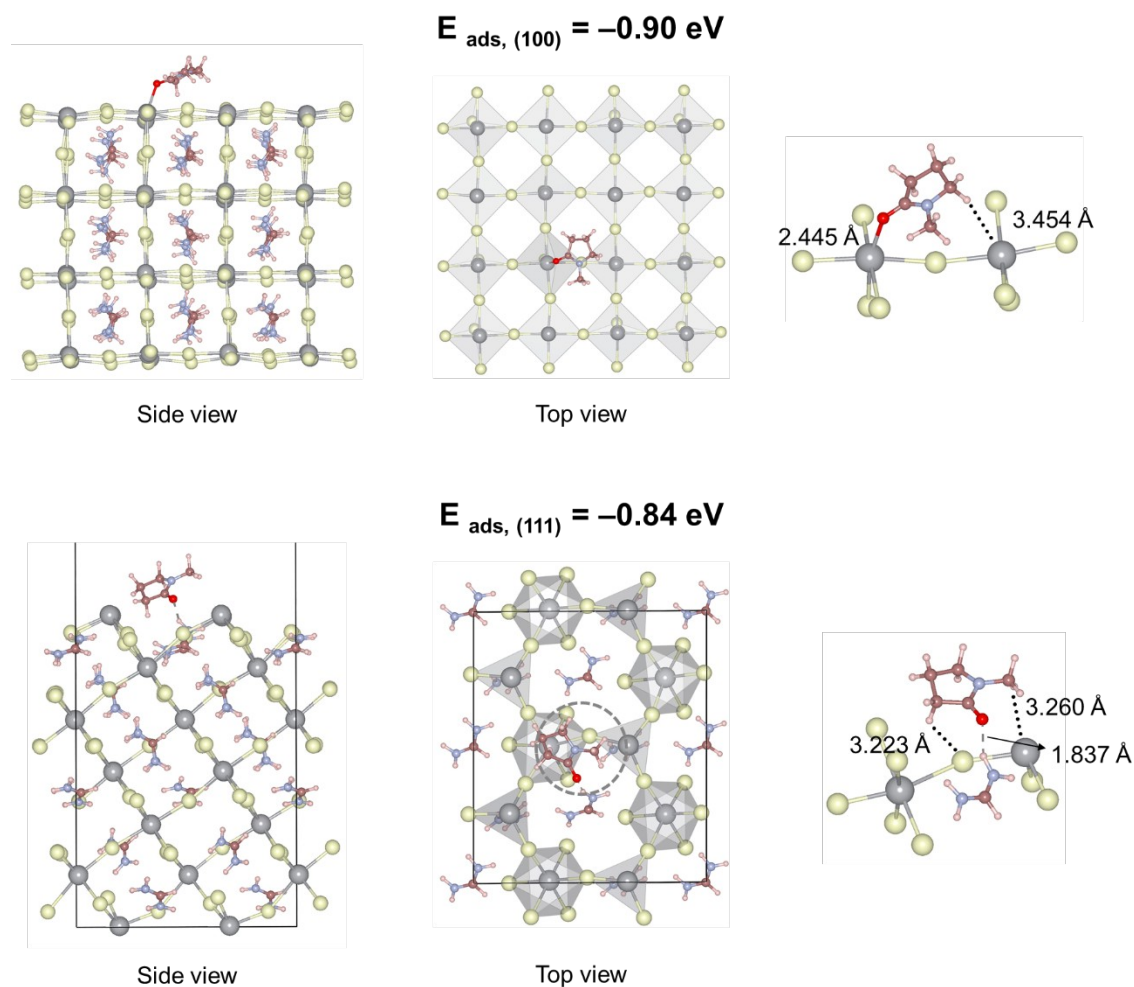 E ads, (100) = –0.90 eV
2.445 Å
3.454 Å
Side view
Top view
E ads, (111) = –0.84 eV
3.223 Å
3.260 Å
1.837 Å
Side view
Top view